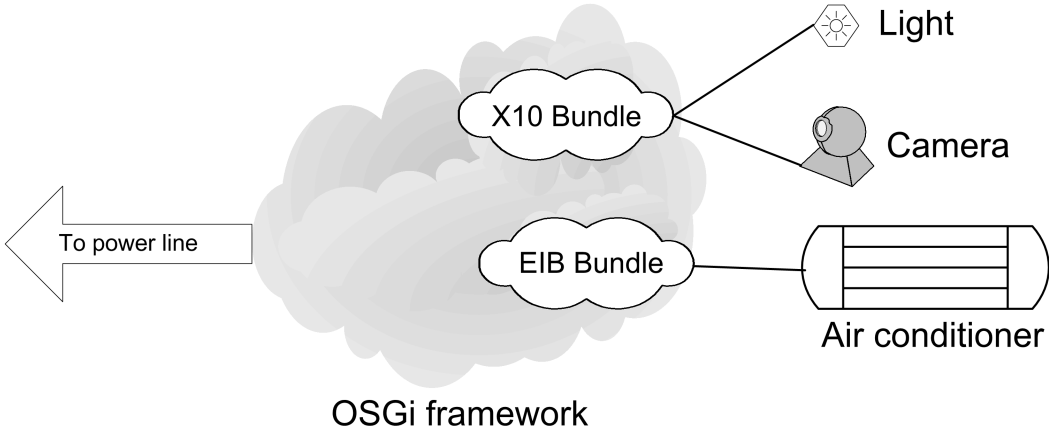 Light
X10 Bundle
Camera
To power line
EIB Bundle
Air conditioner
OSGi framework